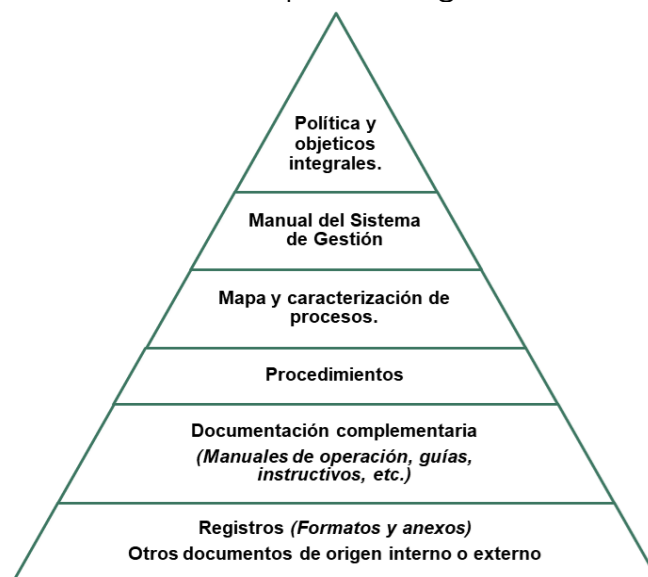 Política y
objeticos
integrales.
Manual del Sistema
de Gestión
Mapa y caracterización de
procesos.
Procedimientos
Documentación complementaria
(Manuales de operación, guías,
instructivos, etc.)
Registros (Formatos y anexos)
Otros documentos de origen interno o externo